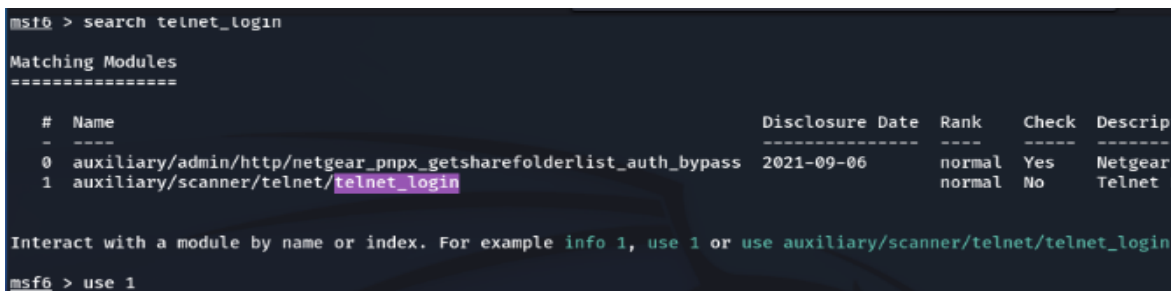 msf6 > search telnet_login
Matching Modules
================
# Name Disclosure Date Rank Check Descrip
- ---- --------------- ---- ----- -------
0 auxiliary/admin/http/netgear_pnpx_getsharefolderlist_auth_bypass 2021-09-06 normal Yes Netgear
1 auxiliary/scanner/telnet/telnet_login normal No Telnet
Interact with a module by name or index. For example info 1, use 1 or use auxiliary/scanner/telnet/telnet_login
msf6 > use 1